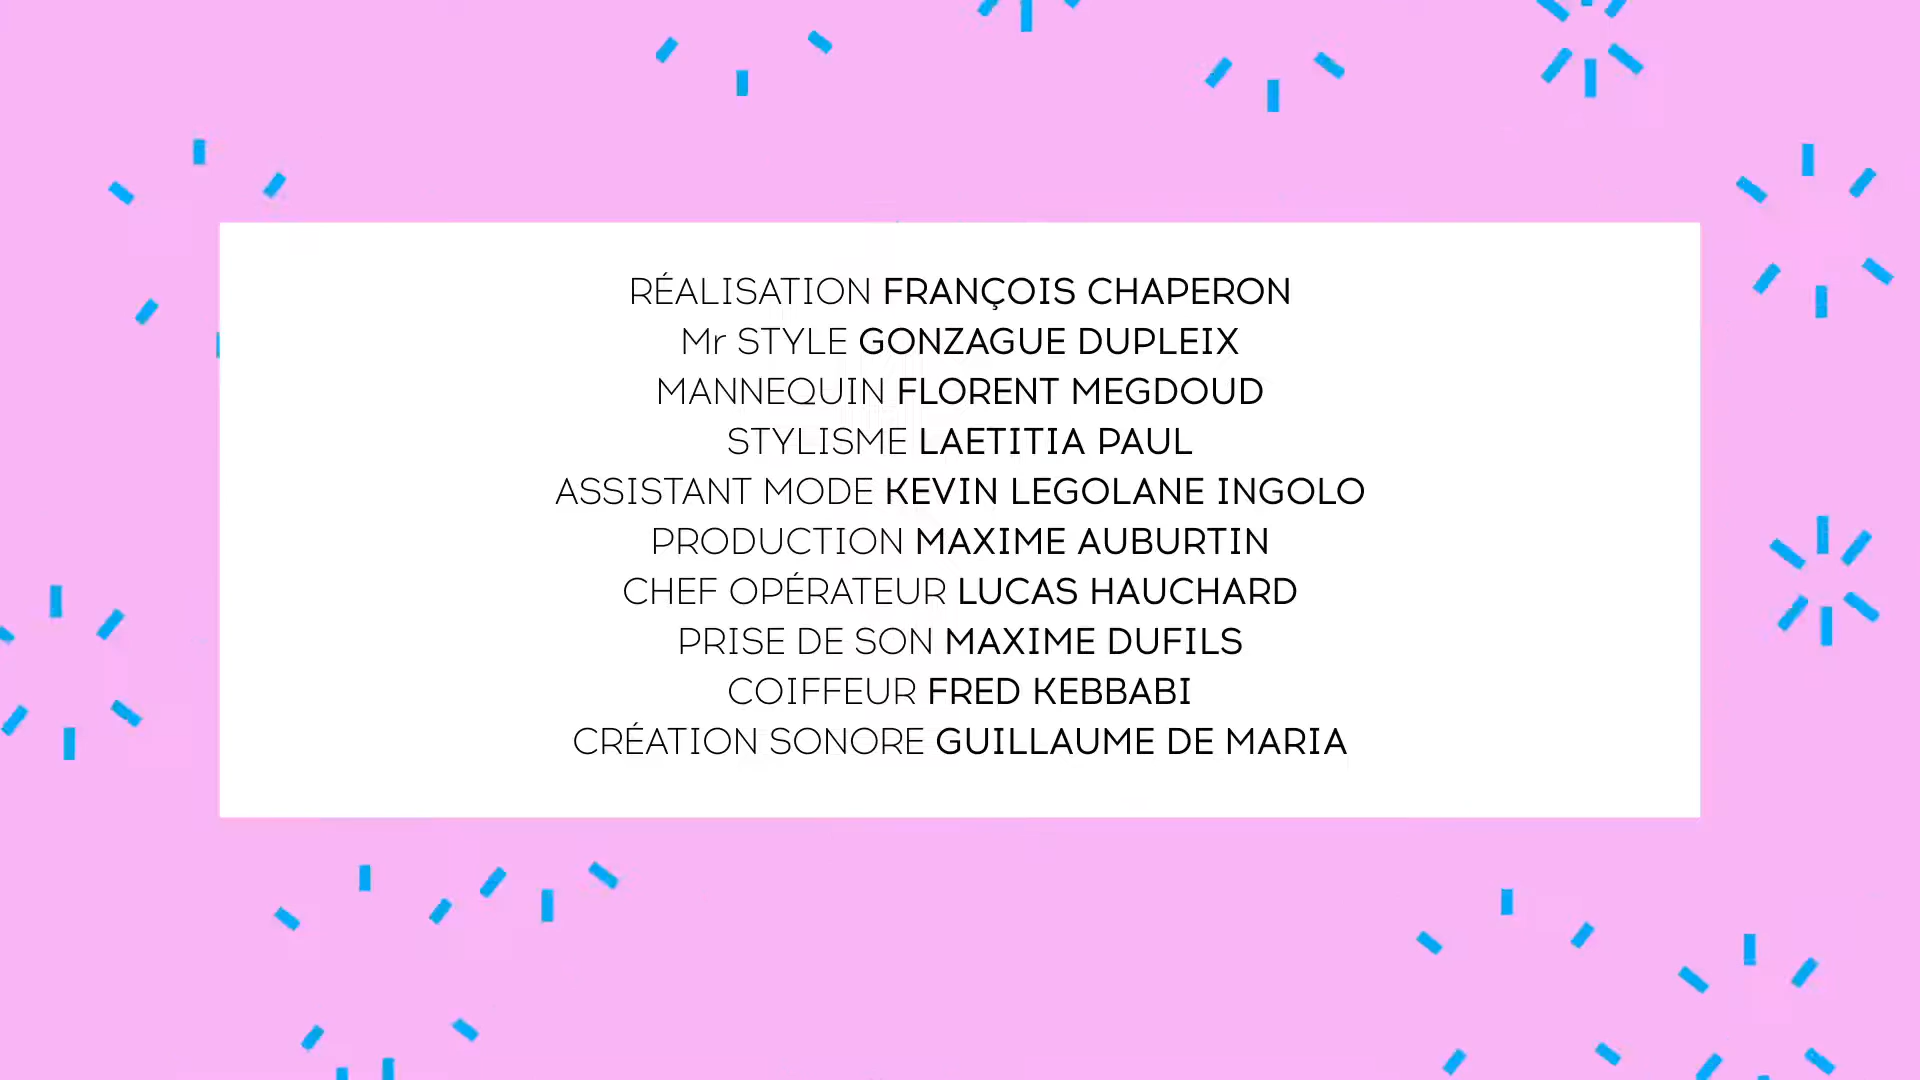 RÉALISATION FRANÇOIS CHAPERON
Mr STYLE GONZAGUE DUPLEIX
MANNEQUIN FLORENT MEGDOUD
STYLISME LAETITIA PAUL
ASSISTANT MODE KEVIN LEGOLANE INGOLO
PRODUCTION MAXIME AUBURTIN
CHEF OPÉRATEUR LUCAS HAUCHARD
PRISE DE SON MAXIME DUFILS
COIFFEUR FRED KEBBABI
CRÉATION SONORE GUILLAUME DE MARIA